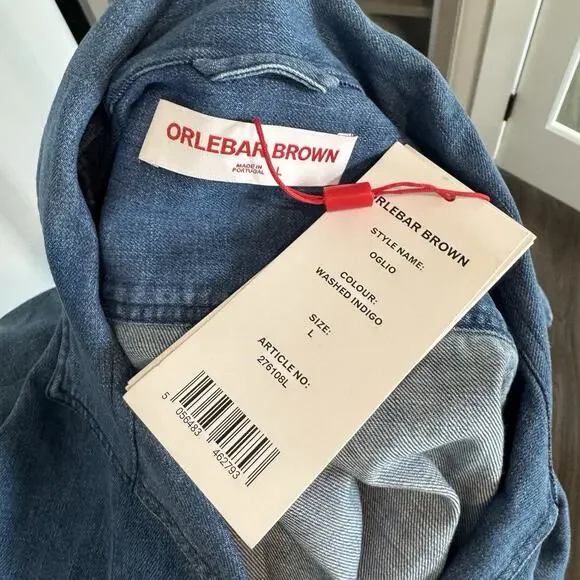 ORLEBAR BROWN
MADE IN
PORTUGAL
L
ORLEBAR BROWN
STYLE NAME:
OGLIO
COLOUR:
WASHED INDIGO
SIZE:
L
ARTICLE NO:
276108L
5 056483 462793